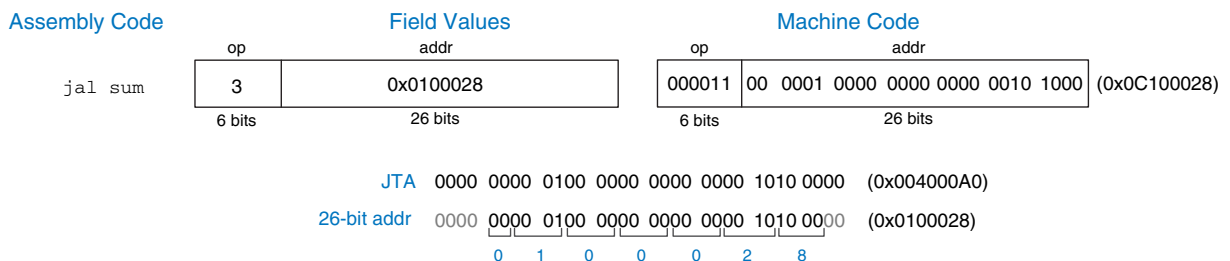 Assembly Code Field Values Machine Code
op addr op addr
jal sum 3 0x0100028 000011 00 0001 0000 0000 0000 0010 1000 (0x0C100028)
6 bits 26 bits 6 bits 26 bits
JTA 0000 0000 0100 0000 0000 0000 1010 0000 (0x004000A0)
26-bit addr 0000 0000 0100 0000 0000 0000 1010 0000 (0x0100028)
0 1 0 0 0 2 8